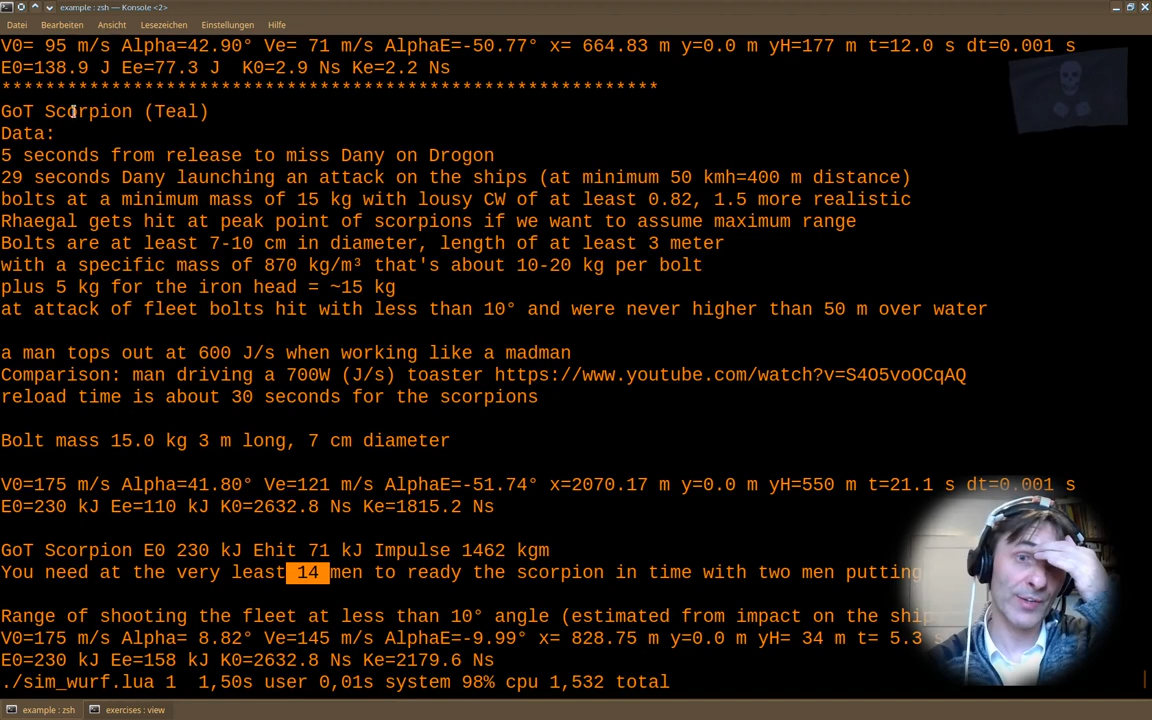 example : zsh — Konsole <2>
Datei Bearbeiten Ansicht Lesezeichen Einstellungen Hilfe
V0= 95 m/s Alpha=42.90° Ve= 71 m/s AlphaE=-50.77° x= 664.83 m y=0.0 m yH=177 m t=12.0 s dt=0.001 s
E0=138.9 J Ee=77.3 J  K0=2.9 Ns Ke=2.2 Ns
************************************************************
GoT Scorpion (Teal)
Data:
5 seconds from release to miss Dany on Drogon
29 seconds Dany launching an attack on the ships (at minimum 50 kmh=400 m distance)
bolts at a minimum mass of 15 kg with lousy CW of at least 0.82, 1.5 more realistic
Rhaegal gets hit at peak point of scorpions if we want to assume maximum range
Bolts are at least 7-10 cm in diameter, length of at least 3 meter
with a specific mass of 870 kg/m³ that's about 10-20 kg per bolt
plus 5 kg for the iron head = ~15 kg
at attack of fleet bolts hit with less than 10° and were never higher than 50 m over water
a man tops out at 600 J/s when working like a madman
Comparison: man driving a 700W (J/s) toaster https://www.youtube.com/watch?v=S4O5voOCqAQ
reload time is about 30 seconds for the scorpions
Bolt mass 15.0 kg 3 m long, 7 cm diameter
V0=175 m/s Alpha=41.80° Ve=121 m/s AlphaE=-51.74° x=2070.17 m y=0.0 m yH=550 m t=21.1 s dt=0.001 s
E0=230 kJ Ee=110 kJ K0=2632.8 Ns Ke=1815.2 Ns
GoT Scorpion E0 230 kJ Ehit 71 kJ Impulse 1462 kgm
You need at the very least 14 men to ready the scorpion in time with two men putting
Range of shooting the fleet at less than 10° angle (estimated from impact on the ship
V0=175 m/s Alpha= 8.82° Ve=145 m/s AlphaE=-9.99° x= 828.75 m y=0.0 m yH= 34 m t= 5.3 s
E0=230 kJ Ee=158 kJ K0=2632.8 Ns Ke=2179.6 Ns
./sim_wurf.lua 1  1,50s user 0,01s system 98% cpu 1,532 total
example : zsh exercises : view